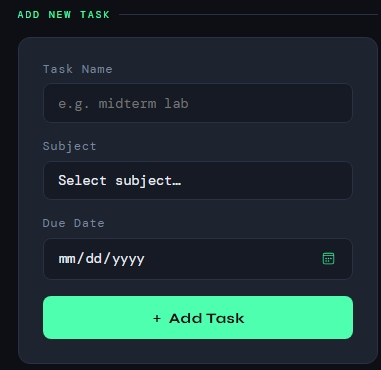 ADD NEW TASK
Task Name
e.g. midterm lab
Subject
Select subject…
Due Date
mm/dd/yyyy
+ Add Task